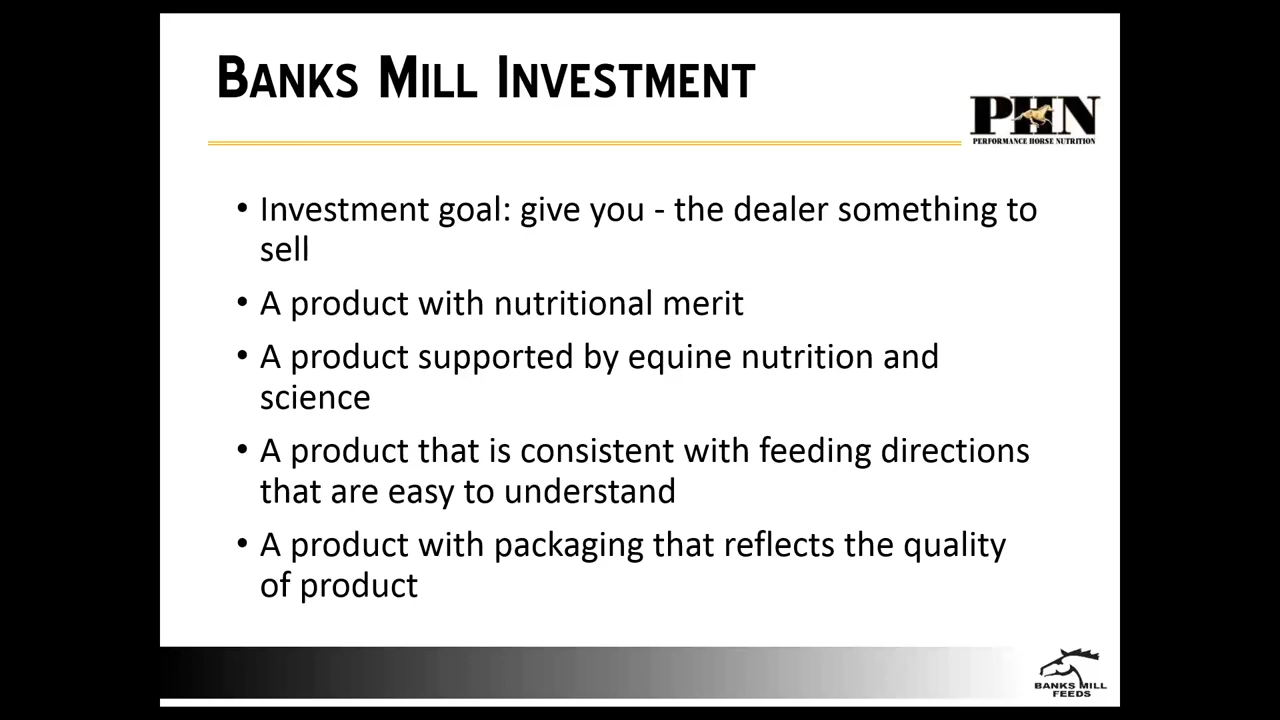 BANKS MILL INVESTMENT
PHN
PERFORMANCE HORSE NUTRITION
• Investment goal: give you - the dealer something to
sell
• A product with nutritional merit
• A product supported by equine nutrition and
science
• A product that is consistent with feeding directions
that are easy to understand
• A product with packaging that reflects the quality
of product
BANKS MILL
FEEDS